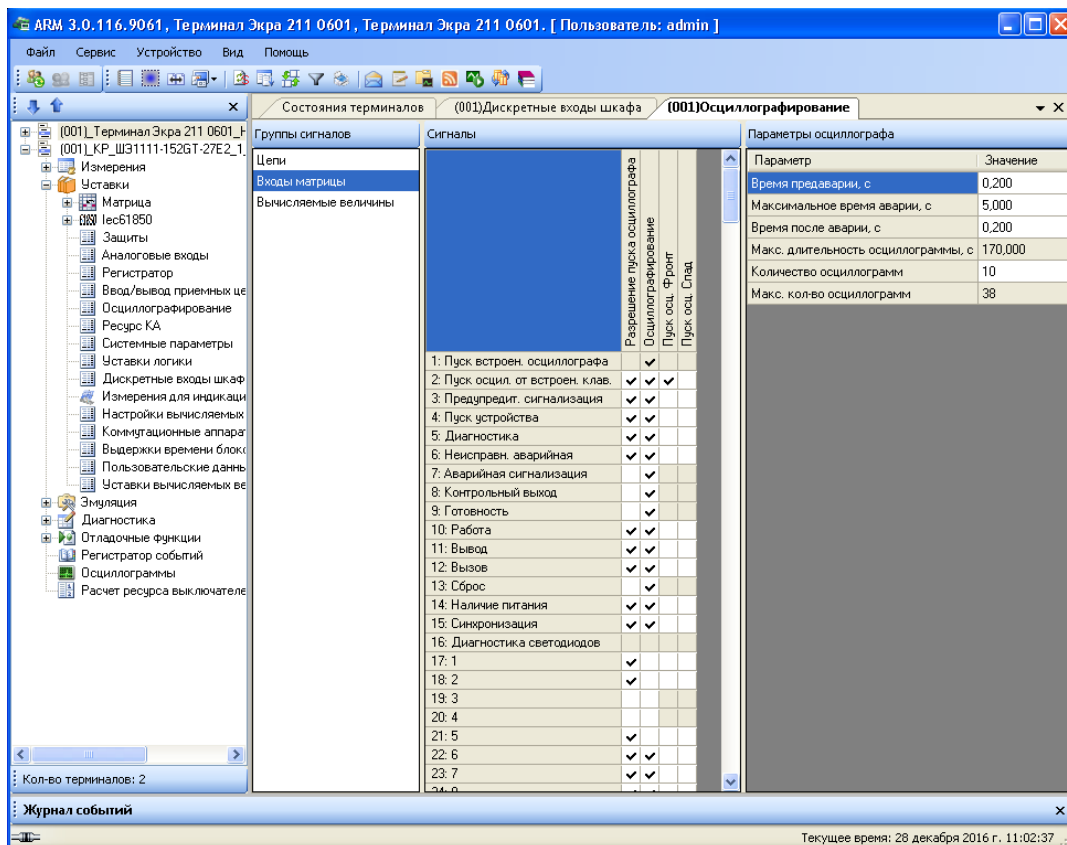 ARM 3.0.116.9061, Терминал Экра 211 0601, Терминал Экра 211 0601. [ Пользователь: admin ]
Файл Сервис Устройство Вид Помощь
Состояния терминалов (001)Дискретные входы шкафа (001)Осциллографирование
(001)_Терминал Экра 211 0601_Н
(001)_КР_ШЭ1111-152GT-27E2_1_
Измерения
Уставки
Матрица
Iec61850
Защиты
Аналоговые входы
Регистратор
Ввод/вывод приемных це
Осциллографирование
Ресурс КА
Системные параметры
Уставки логики
Дискретные входы шкаф
Измерения для индикаци
Настройки вычисляемых
Коммутационные аппарат
Выдержки времени блок
Пользовательские данн
Уставки вычисляемых ве
Эмуляция
Диагностика
Отладочные функции
Регистратор событий
Осциллограммы
Расчет ресурса выключателе
Кол-во терминалов: 2
Группы сигналов
Цепи
Входы матрицы
Вычисляемые величины
Сигналы
Разрешение пуска осциллографа
Осциллографирование
Пуск осц. Фронт
Пуск осц. Спад
1: Пуск встроен. осциллографа
2: Пуск осцил. от встроен. клав.
3: Предупредит. сигнализация
4: Пуск устройства
5: Диагностика
6: Неисправн. аварийная
7: Аварийная сигнализация
8: Контрольный выход
9: Готовность
10: Работа
11: Вывод
12: Вызов
13: Сброс
14: Наличие питания
15: Синхронизация
16: Диагностика светодиодов
17: 1
18: 2
19: 3
20: 4
21: 5
22: 6
23: 7
Параметры осциллографа
Параметр Значение
Время предаварии, с 0,200
Максимальное время аварии, с 5,000
Время после аварии, с 0,200
Макс. длительность осциллограммы, с 170,000
Количество осциллограмм 10
Макс. кол-во осциллограмм 38
Журнал событий
Текущее время: 28 декабря 2016 г. 11:02:37